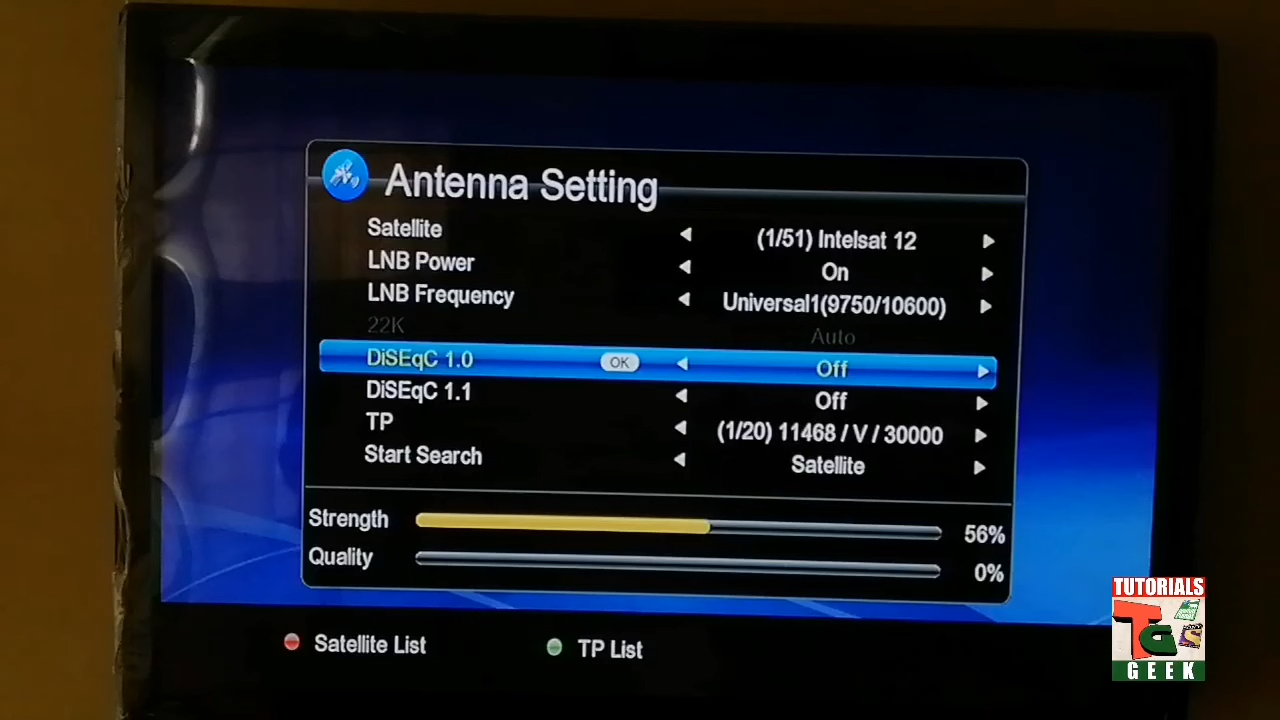 Antenna Setting
Satellite (1/51) Intelsat 12
LNB Power On
LNB Frequency Universal1(9750/10600)
22K Auto
DiSEqC 1.0 OK Off
DiSEqC 1.1 Off
TP (1/20) 11468 / V / 30000
Start Search Satellite
Strength 56%
Quality 0%
Satellite List TP List
TUTORIALS
TGS
GEEK